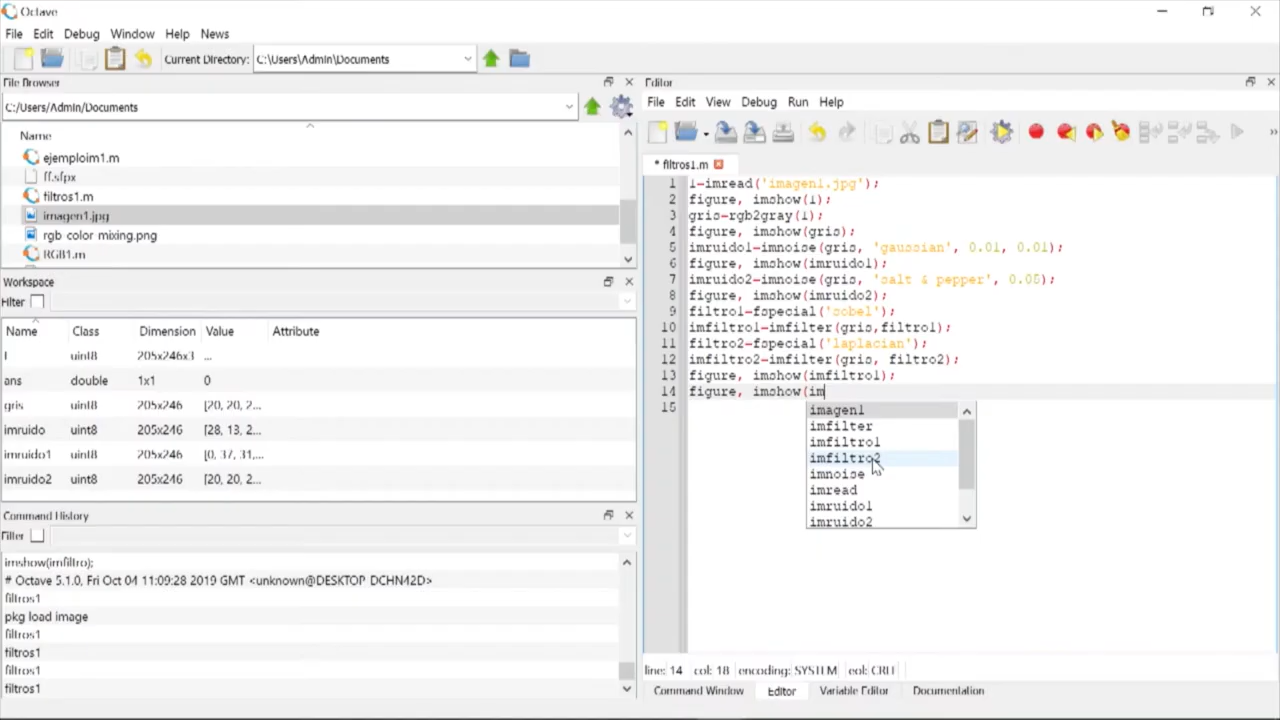 Octave
File Edit Debug Window Help News
Current Directory: C:\Users\Admin\Documents
File Browser
C:/Users/Admin/Documents
Name
ejemploim1.m
ff.sfpx
filtros1.m
imagen1.jpg
rgb color mixing.png
RGB1.m
Workspace
Filter
Name Class Dimension Value Attribute
I uint8 205x246x3 ...
ans double 1x1 0
gris uint8 205x246 [20, 20, 2...
imruido uint8 205x246 [28, 13, 2...
imruido1 uint8 205x246 [0, 37, 31,...
imruido2 uint8 205x246 [20, 20, 2...
Command History
Filter
imshow(imfiltro);
# Octave 5.1.0, Fri Oct 04 11:09:28 2019 GMT <unknown@DESKTOP DCHN42D>
filtros1
pkg load image
filtros1
filtros1
filtros1
filtros1
Editor
File Edit View Debug Run Help
* filtros1.m
1 I=imread('imagen1.jpg');
2 figure, imshow(I);
3 gris=rgb2gray(I);
4 figure, imshow(gris);
5 imruido1=imnoise(gris, 'gaussian', 0.01, 0.01);
6 figure, imshow(imruido1);
7 imruido2=imnoise(gris, 'salt & pepper', 0.05);
8 figure, imshow(imruido2);
9 filtro1=fspecial('sobel');
10 imfiltro1=imfilter(gris,filtro1);
11 filtro2=fspecial('laplacian');
12 imfiltro2=imfilter(gris, filtro2);
13 figure, imshow(imfiltro1);
14 figure, imshow(im
15
imagen1
imfilter
imfiltro1
imfiltro2
imnoise
imread
imruido1
imruido2
line: 14 col: 18 encoding: SYSTEM eol: CRLF
Command Window Editor Variable Editor Documentation